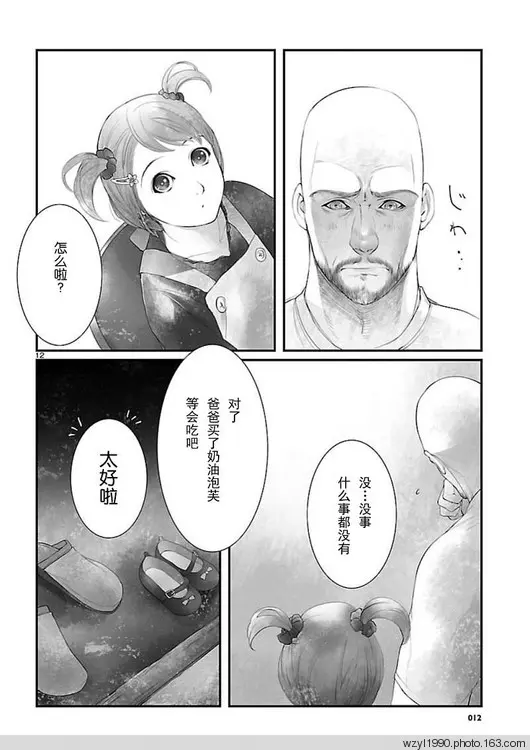 じわ…
怎么啦？
12
没…没事
什么事都没有
对了
爸爸买了奶油泡芙
等会吃吧
太好啦
012
wzyl1990.photo.163.com